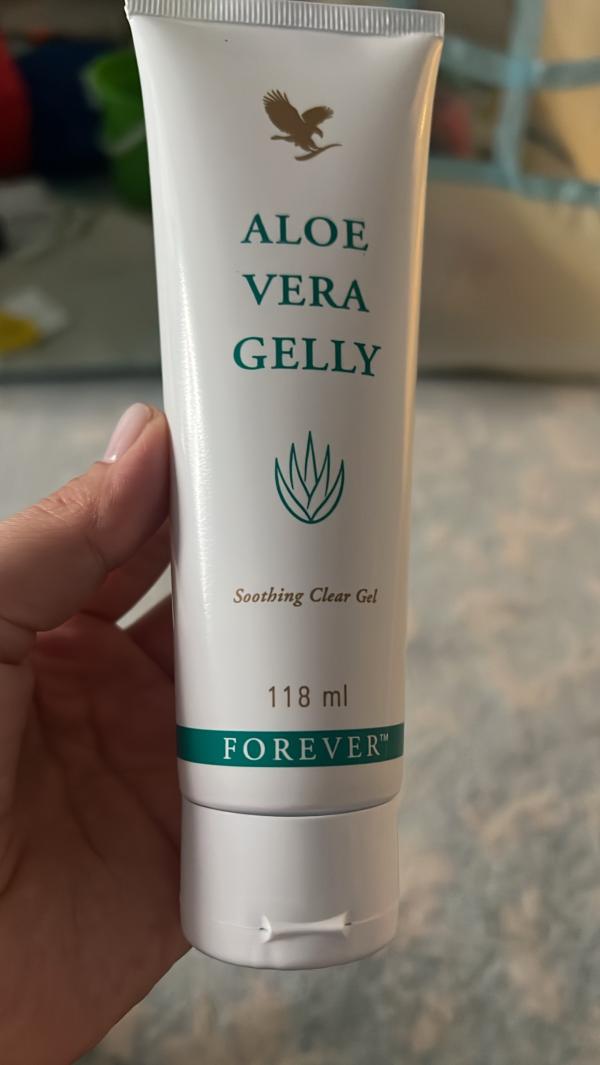 ALOE
VERA
GELLY
Soothing Clear Gel
118 ml
FOREVER™